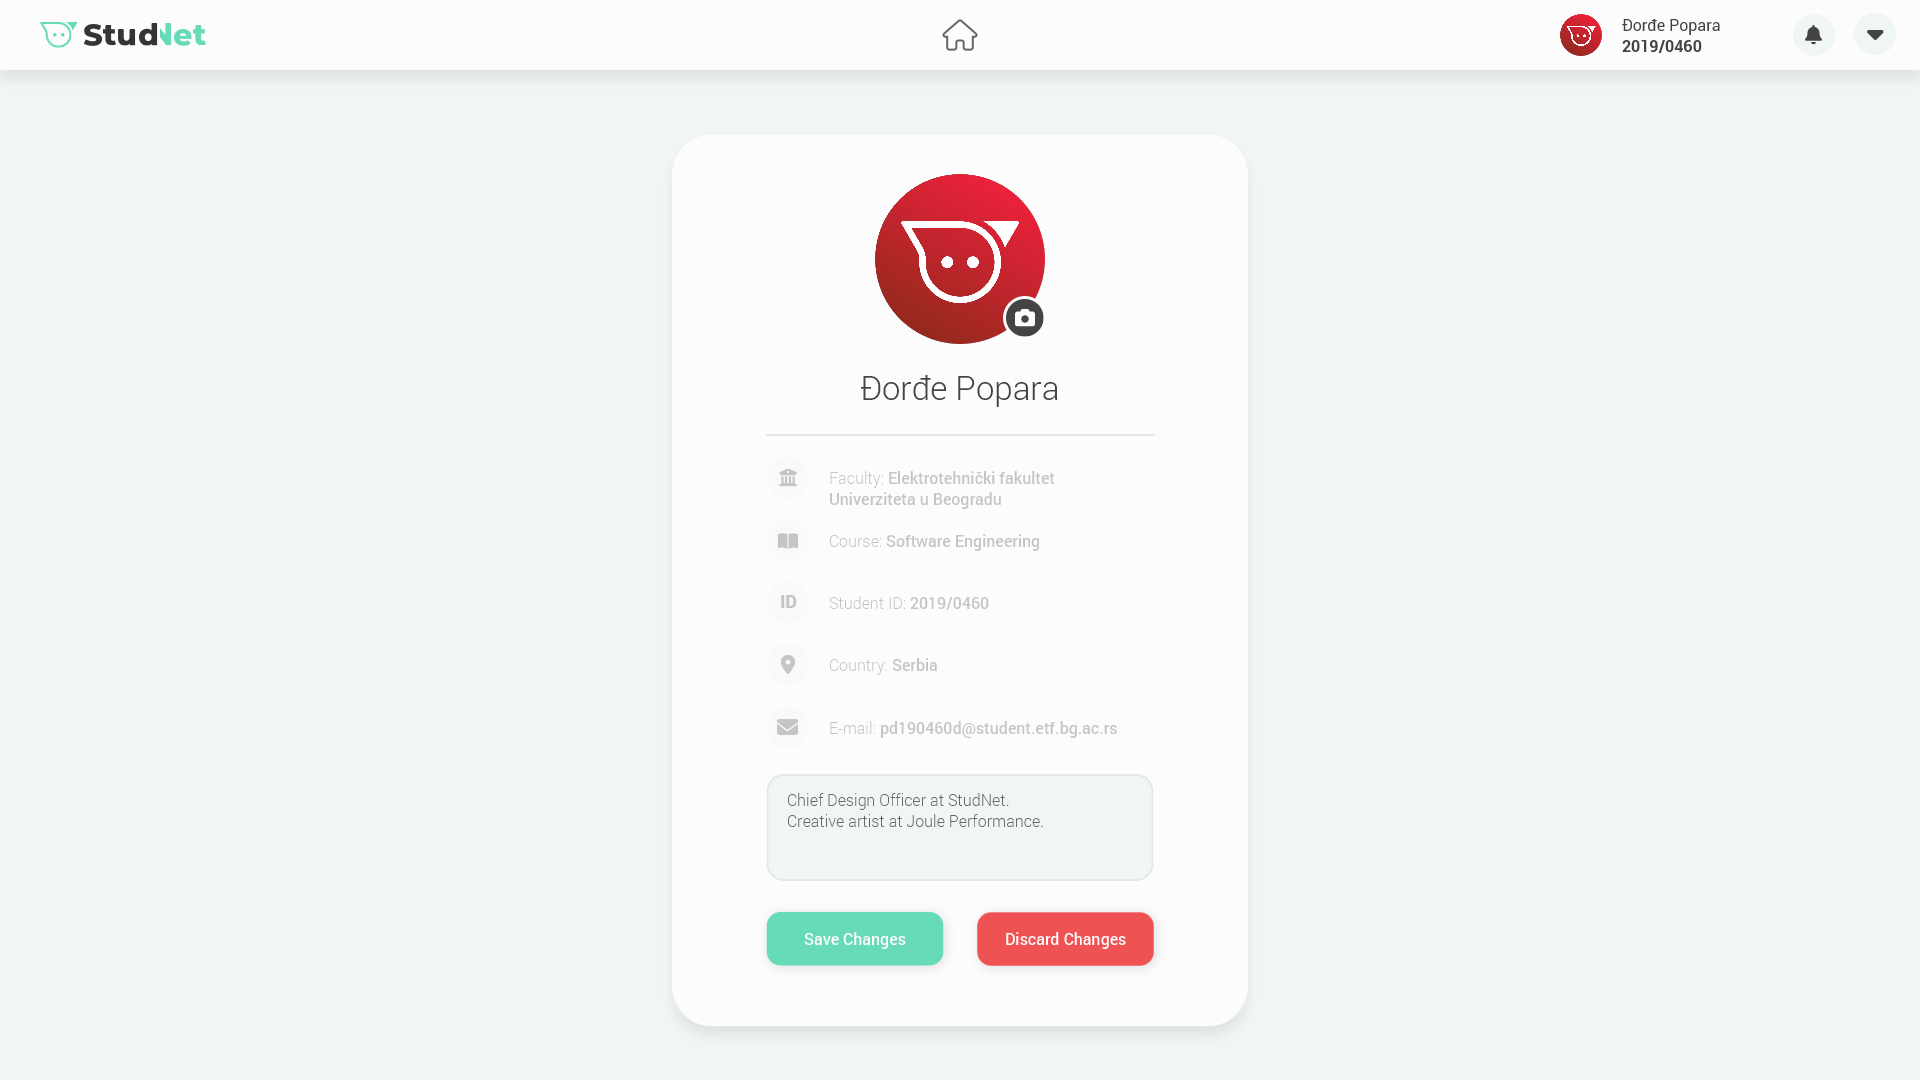 StudNet
Đorđe Popara
2019/0460
Đorđe Popara
Faculty: Elektrotehnički fakultet
Univerziteta u Beogradu
Course: Software Engineering
ID
Student ID: 2019/0460
Country: Serbia
E-mail: pd190460d@student.etf.bg.ac.rs
Chief Design Officer at StudNet.
Creative artist at Joule Performance.
Save Changes
Discard Changes